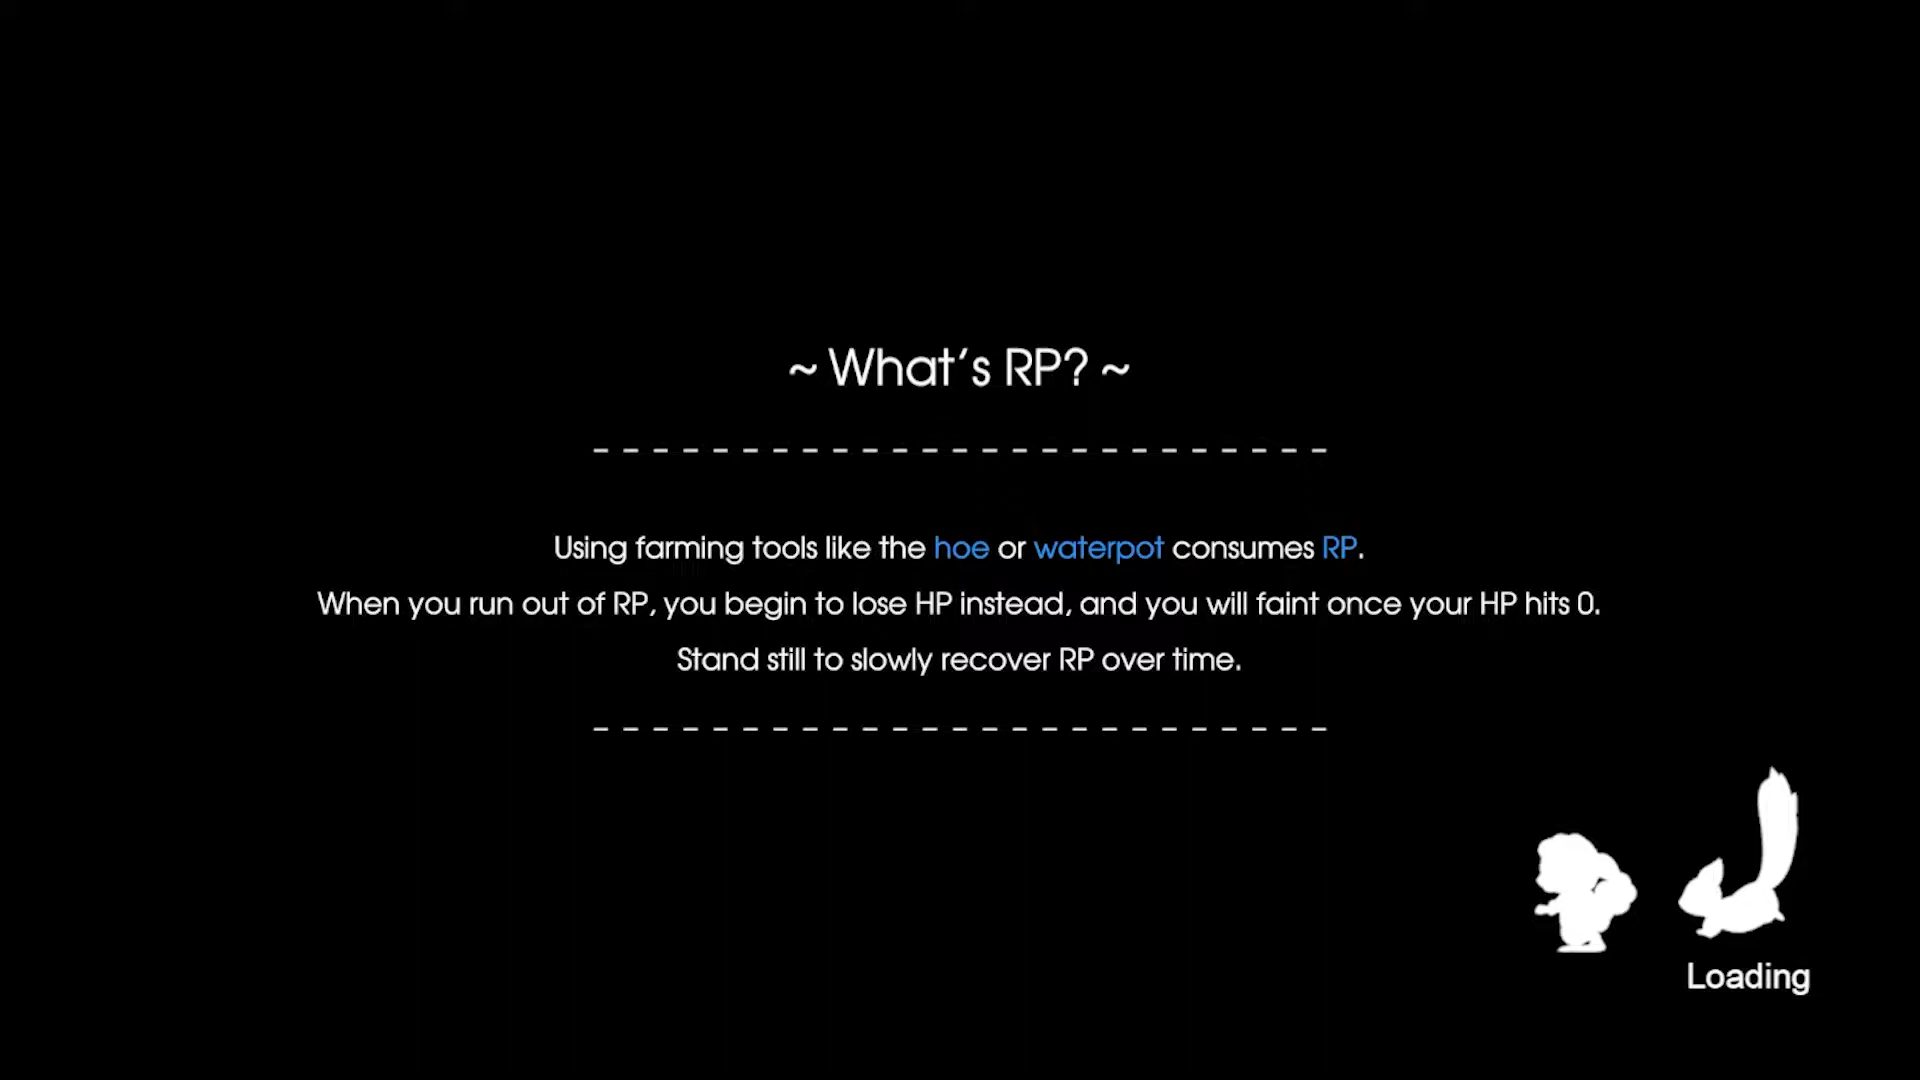 ~ What's RP? ~
- - - - - - - - - - - - - - - - - - - - - - - - -
Using farming tools like the hoe or waterpot consumes RP.
When you run out of RP, you begin to lose HP instead, and you will faint once your HP hits 0.
Stand still to slowly recover RP over time.
- - - - - - - - - - - - - - - - - - - - - - - - -
Loading